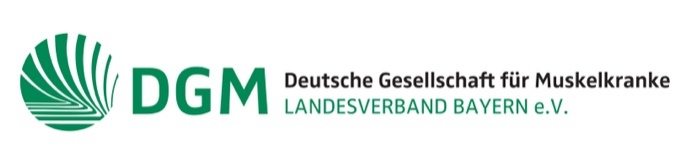 DGM
Deutsche Gesellschaft für Muskelkranke
LANDESVERBAND BAYERN e.V.